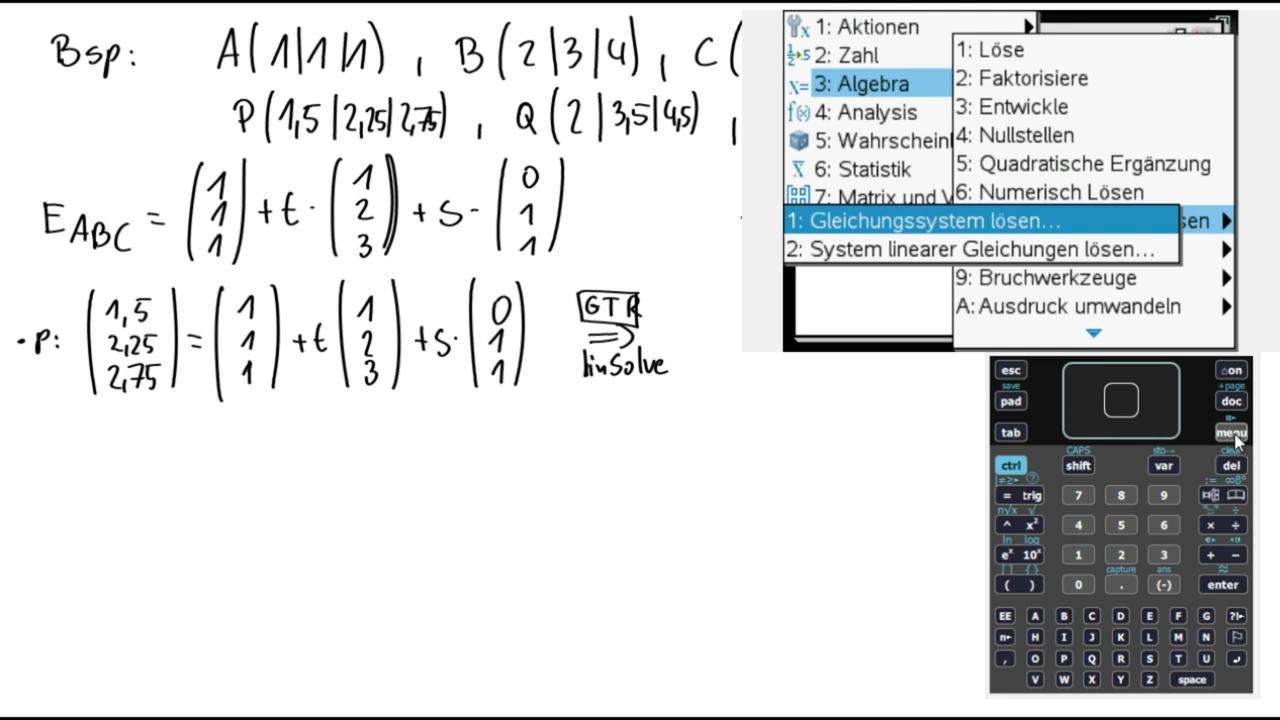 Bsp: A(1|1|1) , B(2|3|4) , C(
P(1,5|2,25|2,75) , Q(2|3,5|4,5) ,
E_ABC = (1 1 1) + t · (1 2 3) + s · (0 1 1)
· P: (1,5 2,25 2,75) = (1 1 1) + t (1 2 3) + s · (0 1 1) GTR ⇒ linSolve
1: Aktionen
2: Zahl
3: Algebra
4: Analysis
5: Wahrschein
6: Statistik
7: Matrix und V
1: Löse
2: Faktorisiere
3: Entwickle
4: Nullstellen
5: Quadratische Ergänzung
6: Numerisch Lösen
sen
1: Gleichungssystem lösen...
2: System linearer Gleichungen lösen...
9: Bruchwerkzeuge
A: Ausdruck umwandeln
esc on
save +page
pad doc
tab menu
CAPS sto→ clear
ctrl shift var del
= trig 7 8 9
n√x √
^ x² 4 5 6 × ÷
ln log
eˣ 10ˣ 1 2 3 + −
[] {} capture ans ≈
( ) 0 . (-) enter
EE A B C D E F G ?!▸
π▸ H I J K L M N
, O P Q R S T U ↵
V W X Y Z space